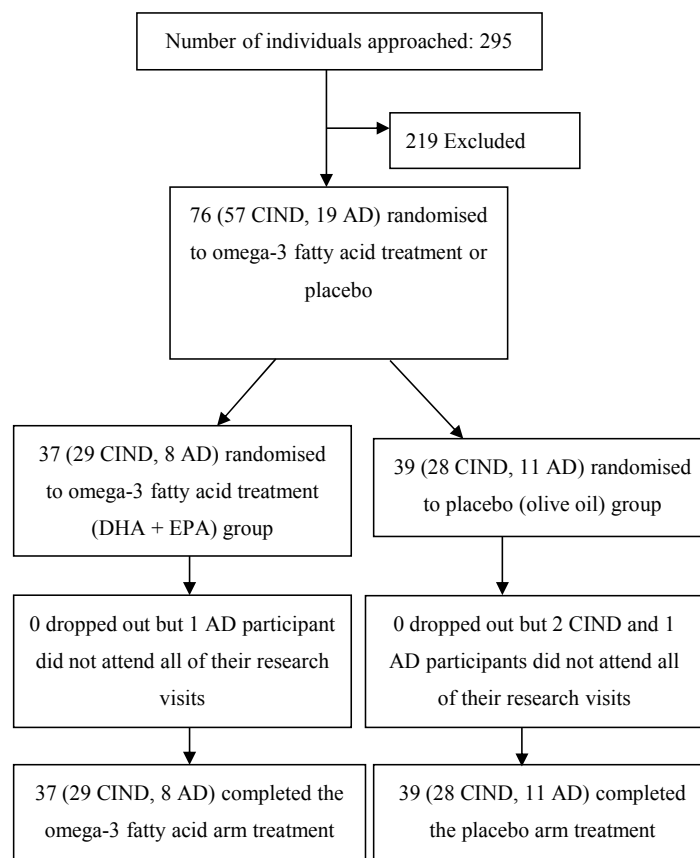 Number of individuals approached: 295
219 Excluded
76 (57 CIND, 19 AD) randomised
to omega-3 fatty acid treatment or
placebo
37 (29 CIND, 8 AD) randomised
to omega-3 fatty acid treatment
(DHA + EPA) group
39 (28 CIND, 11 AD) randomised
to placebo (olive oil) group
0 dropped out but 1 AD participant
did not attend all of their research
visits
0 dropped out but 2 CIND and 1
AD participants did not attend all
of their research visits
37 (29 CIND, 8 AD) completed the
omega-3 fatty acid arm treatment
39 (28 CIND, 11 AD) completed
the placebo arm treatment